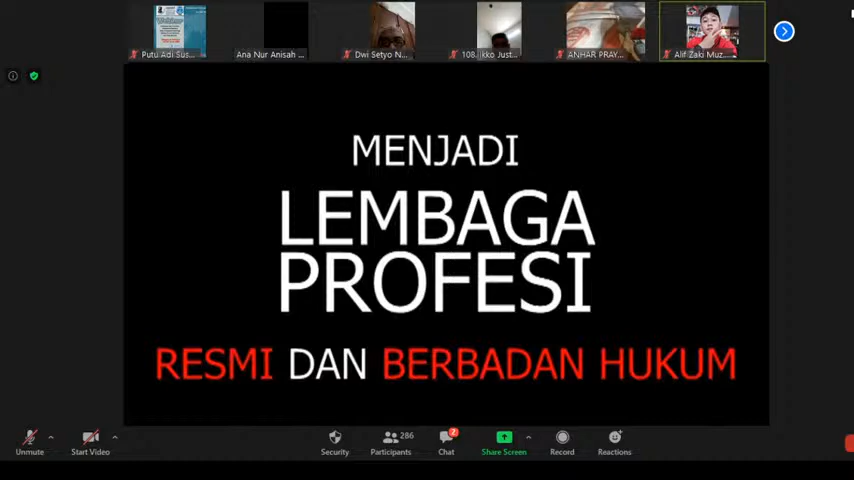 Putu Adi Sus...
Ana Nur Anisah ...
Dwi Setyo N...
108. Jkko Just...
ANHAR PRAY...
Alif Zaki Muz...
MENJADI
LEMBAGA
PROFESI
RESMI DAN BERBADAN HUKUM
286
2
Unmute
Start Video
Security
Participants
Chat
Share Screen
Record
Reactions